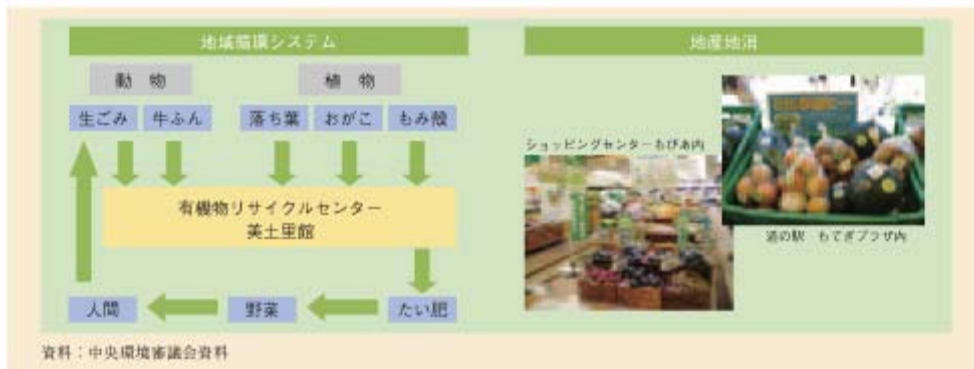 地域循環システム
動 物
植 物
生ごみ
牛ふん
落ち葉
おがこ
もみ殻
有機物リサイクルセンター
美土里館
人間
野菜
たい肥
地産地消
ショッピングセンターもぴあ内
道の駅 もてぎプラザ内
資料:中央環境審議会資料